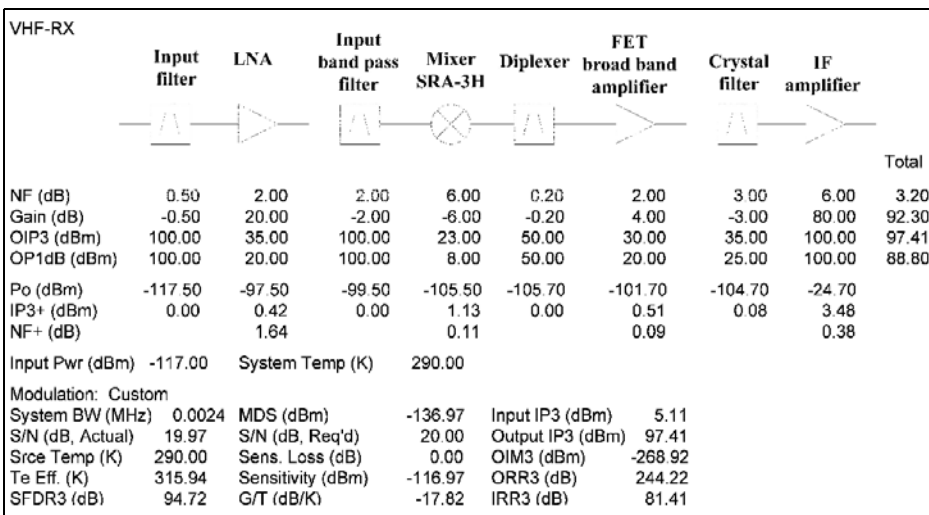 VHF-RX
Input filter LNA Input band pass filter Mixer SRA-3H Diplexer FET broad band amplifier Crystal filter IF amplifier
Total
NF (dB) 0.50 2.00 2.00 6.00 0.20 2.00 3.00 6.00 3.20
Gain (dB) -0.50 20.00 -2.00 -6.00 -0.20 4.00 -3.00 80.00 92.30
OIP3 (dBm) 100.00 35.00 100.00 23.00 50.00 30.00 35.00 100.00 97.41
OP1dB (dBm) 100.00 20.00 100.00 8.00 50.00 20.00 25.00 100.00 88.80
Po (dBm) -117.50 -97.50 -99.50 -105.50 -105.70 -101.70 -104.70 -24.70
IP3+ (dBm) 0.00 0.42 0.00 1.13 0.00 0.51 0.08 3.48
NF+ (dB) 1.64 0.11 0.09 0.38
Input Pwr (dBm) -117.00 System Temp (K) 290.00
Modulation: Custom
System BW (MHz) 0.0024 MDS (dBm) -136.97 Input IP3 (dBm) 5.11
S/N (dB, Actual) 19.97 S/N (dB, Req'd) 20.00 Output IP3 (dBm) 97.41
Srce Temp (K) 290.00 Sens. Loss (dB) 0.00 OIM3 (dBm) -268.92
Te Eff. (K) 315.94 Sensitivity (dBm) -116.97 ORR3 (dB) 244.22
SFDR3 (dB) 94.72 G/T (dB/K) -17.82 IRR3 (dB) 81.41